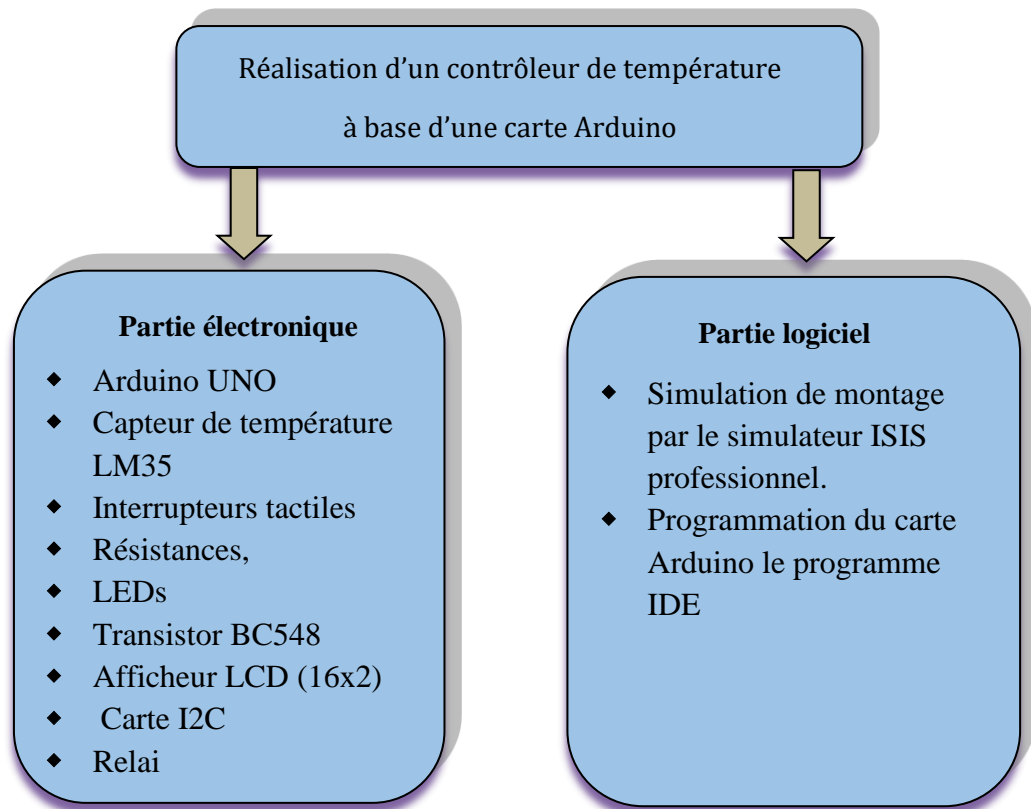 Réalisation d’un contrôleur de température
à base d’une carte Arduino
Partie électronique
◆ Arduino UNO
◆ Capteur de température
LM35
◆ Interrupteurs tactiles
◆ Résistances,
◆ LEDs
◆ Transistor BC548
◆ Afficheur LCD (16x2)
◆ Carte I2C
◆ Relai
Partie logiciel
◆ Simulation de montage
par le simulateur ISIS
professionnel.
◆ Programmation du carte
Arduino le programme
IDE